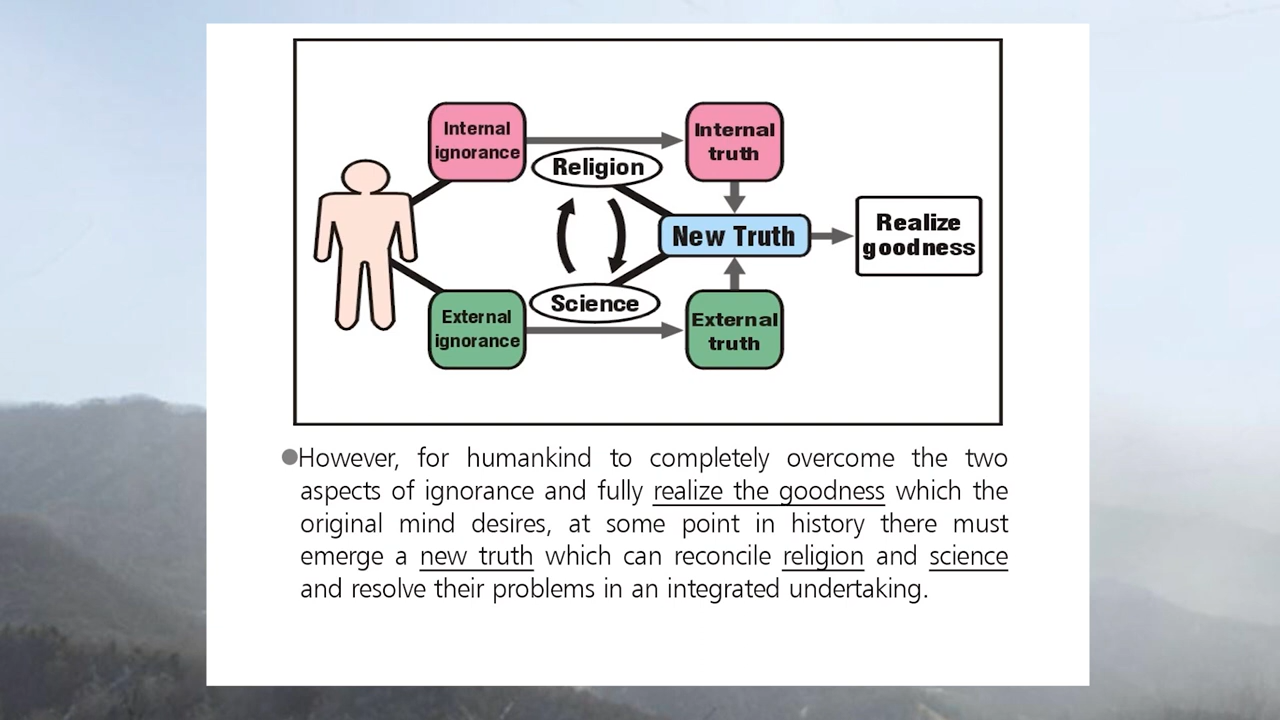 Internal
ignorance
Religion
Internal
truth
New Truth
Realize
goodness
Science
External
ignorance
External
truth
●However, for humankind to completely overcome the two
aspects of ignorance and fully realize the goodness which the
original mind desires, at some point in history there must
emerge a new truth which can reconcile religion and science
and resolve their problems in an integrated undertaking.